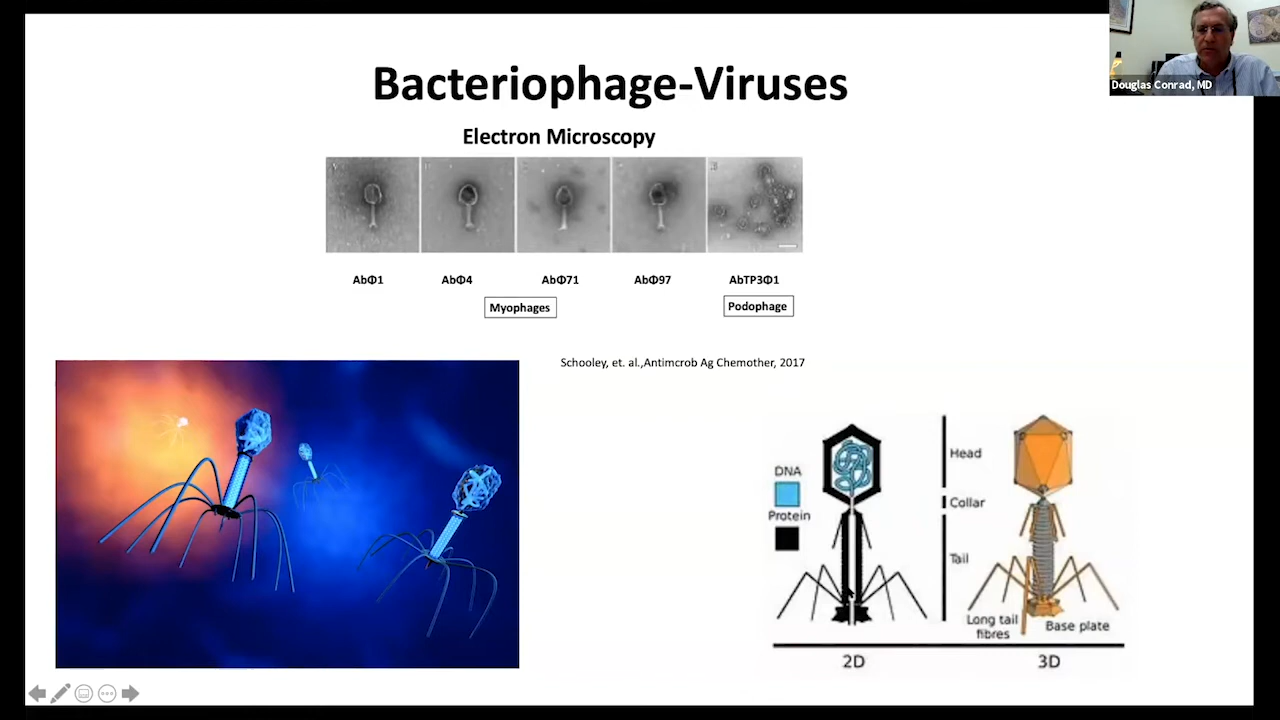 Bacteriophage-Viruses
Douglas Conrad, MD
Electron Microscopy
AbΦ1
AbΦ4
AbΦ71
AbΦ97
AbTP3Φ1
Myophages
Podophage
Schooley, et. al.,Antimcrob Ag Chemother, 2017
DNA
Protein
Head
Collar
Tail
Long tail
fibres
Base plate
2D
3D